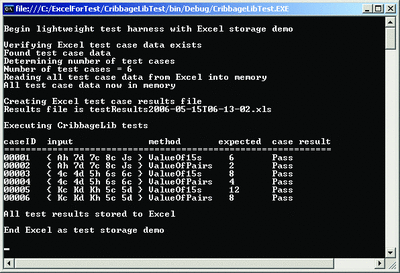 file:///C:/ExcelForTest/CribbageLibTest/bin/Debug/CribbageLibTest.EXE
Begin lightweight test harness with Excel storage demo
Verifying Excel test case data exists
Found test case data
Determining number of test cases
Number of test cases = 6
Reading all test case data from Excel into memory
All test case data now in memory
Creating Excel test case results file
Results file is testResults2006-05-15T06-13-02.xls
Executing CribbageLib tests
caseID input method expected case result
==================================================
00001 ( Ah 7d 7c 8c Js ) ValueOf15s 6 Pass
00002 ( Ah 7d 7c 8c Js ) ValueOfPairs 2 Pass
00003 ( 4c 4d 5h 6s 6c ) ValueOf15s 8 Pass
00004 ( 4c 4d 5h 6s 6c ) ValueOfPairs 4 Pass
00005 ( Kc Kd Kh 5c 5d ) ValueOf15s 12 Pass
00006 ( Kc Kd Kh 5c 5d ) ValueOfPairs 8 Pass
All test results stored to Excel
End Excel as test storage demo